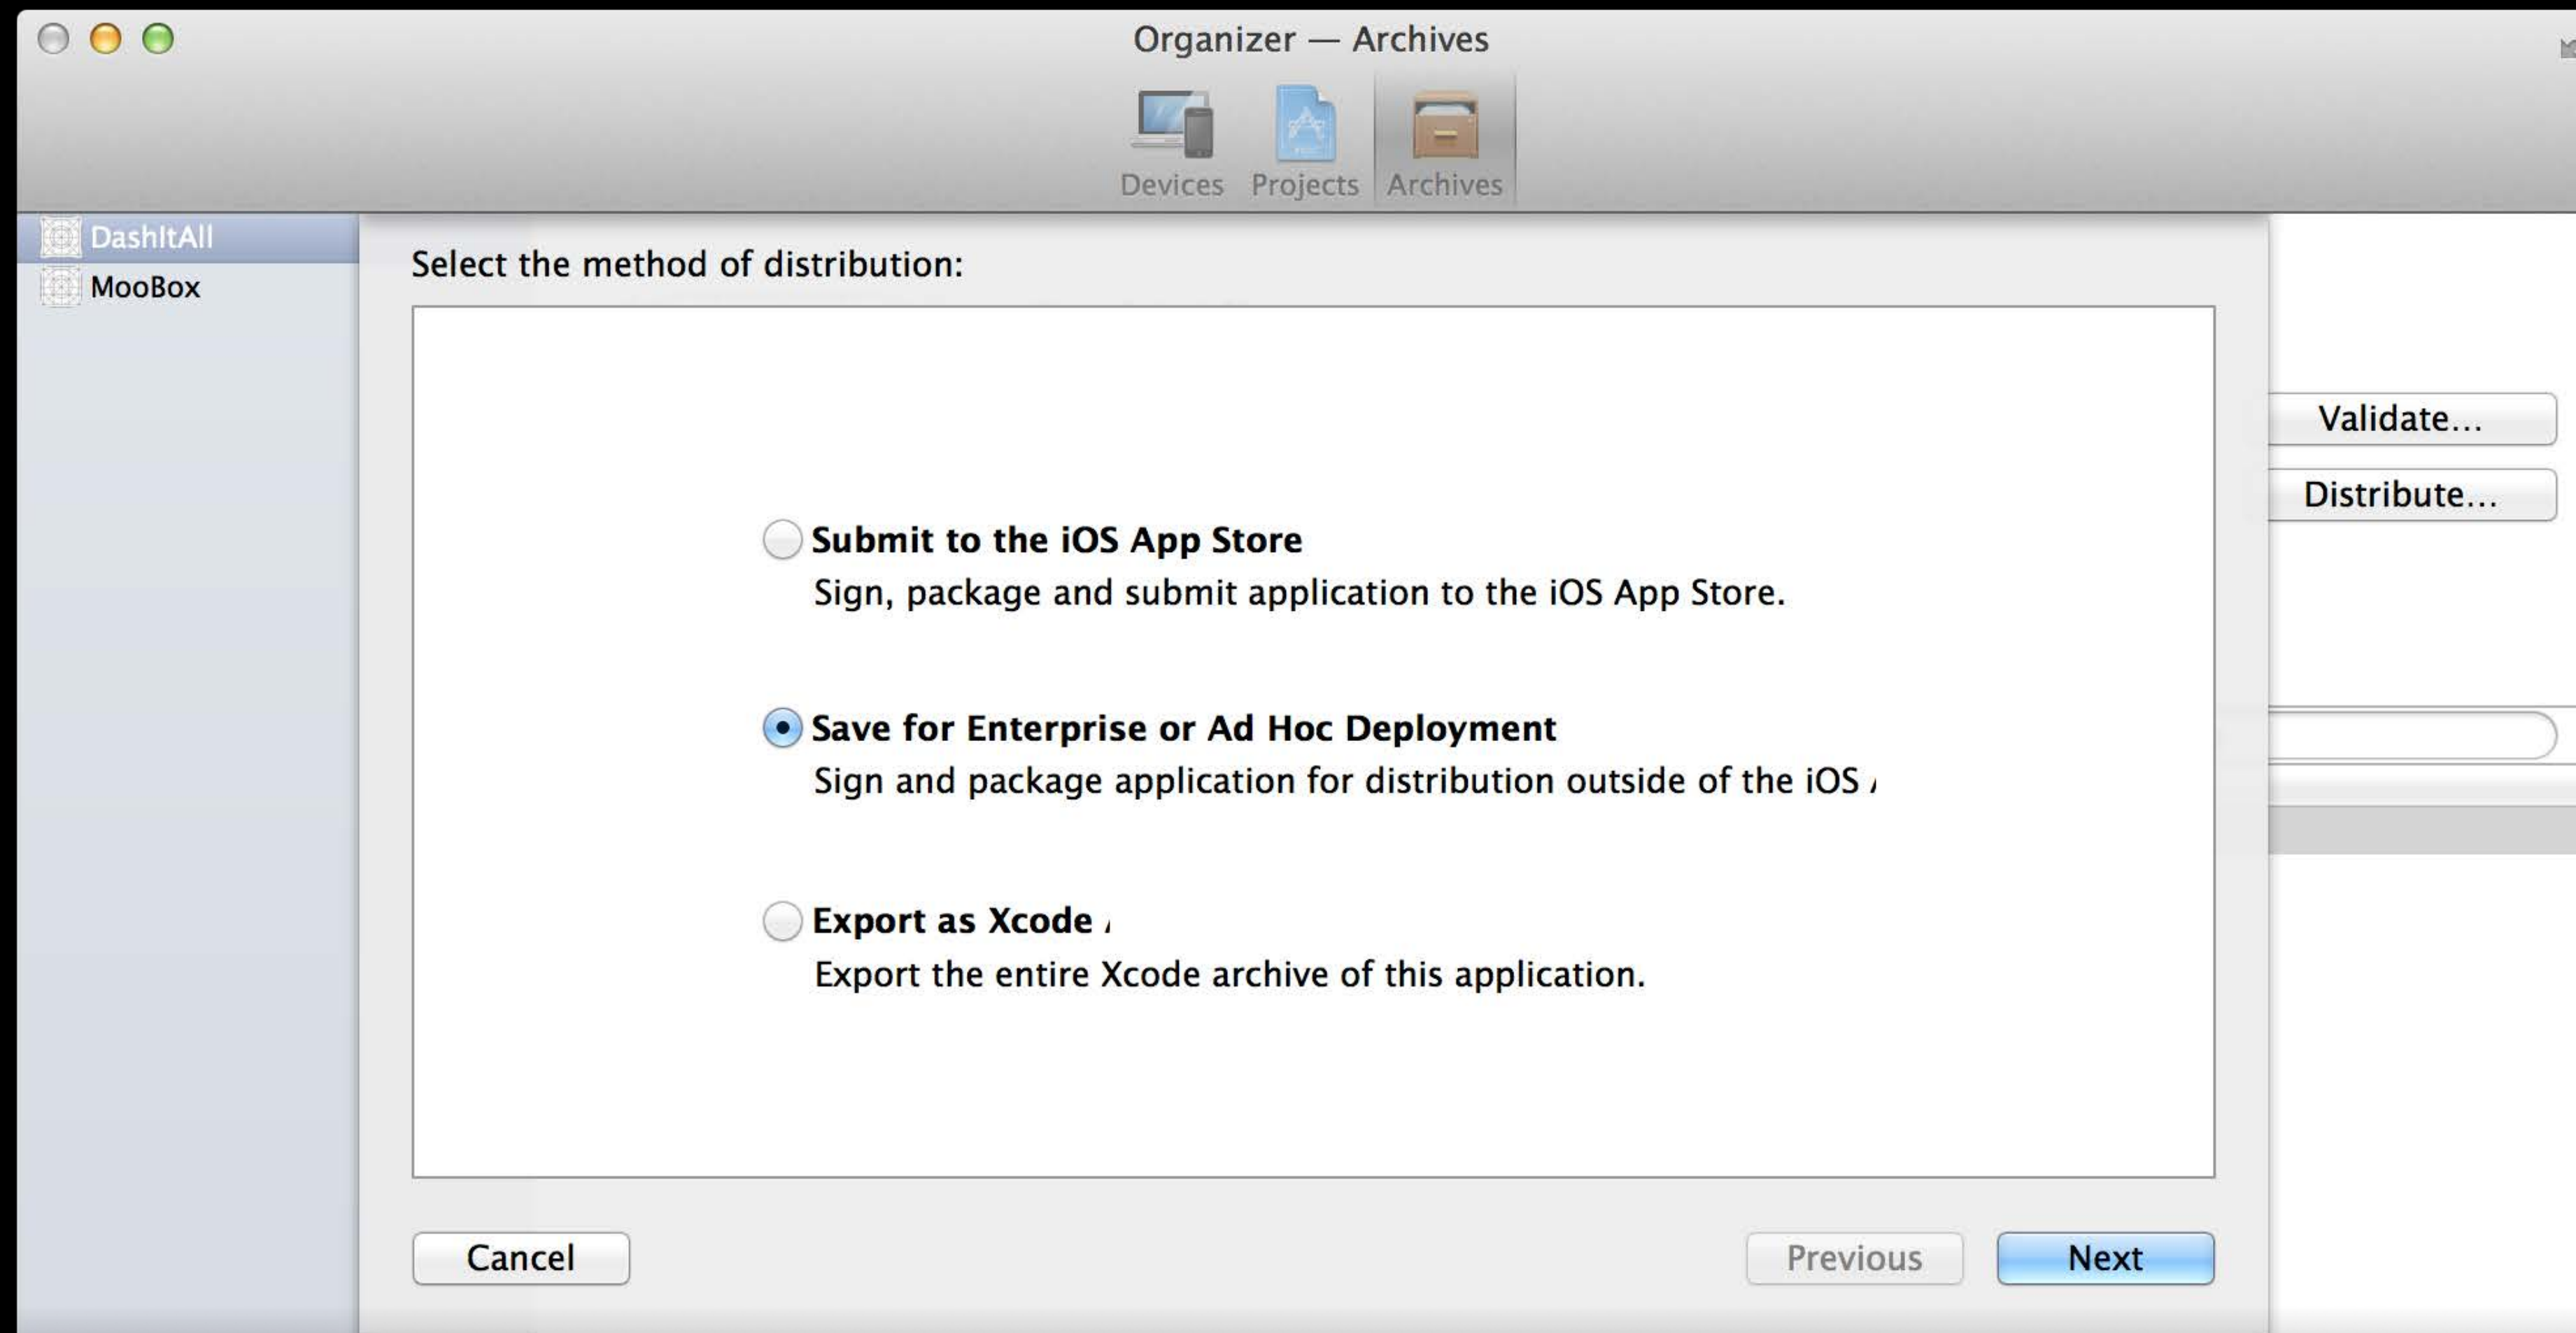 Organizer — Archives
Devices Projects Archives
DashItAll
MooBox
Select the method of distribution:
Validate...
Distribute...
Submit to the iOS App Store
Sign, package and submit application to the iOS App Store.
Save for Enterprise or Ad Hoc Deployment
Sign and package application for distribution outside of the iOS
Export as Xcode
Export the entire Xcode archive of this application.
Cancel
Previous
Next